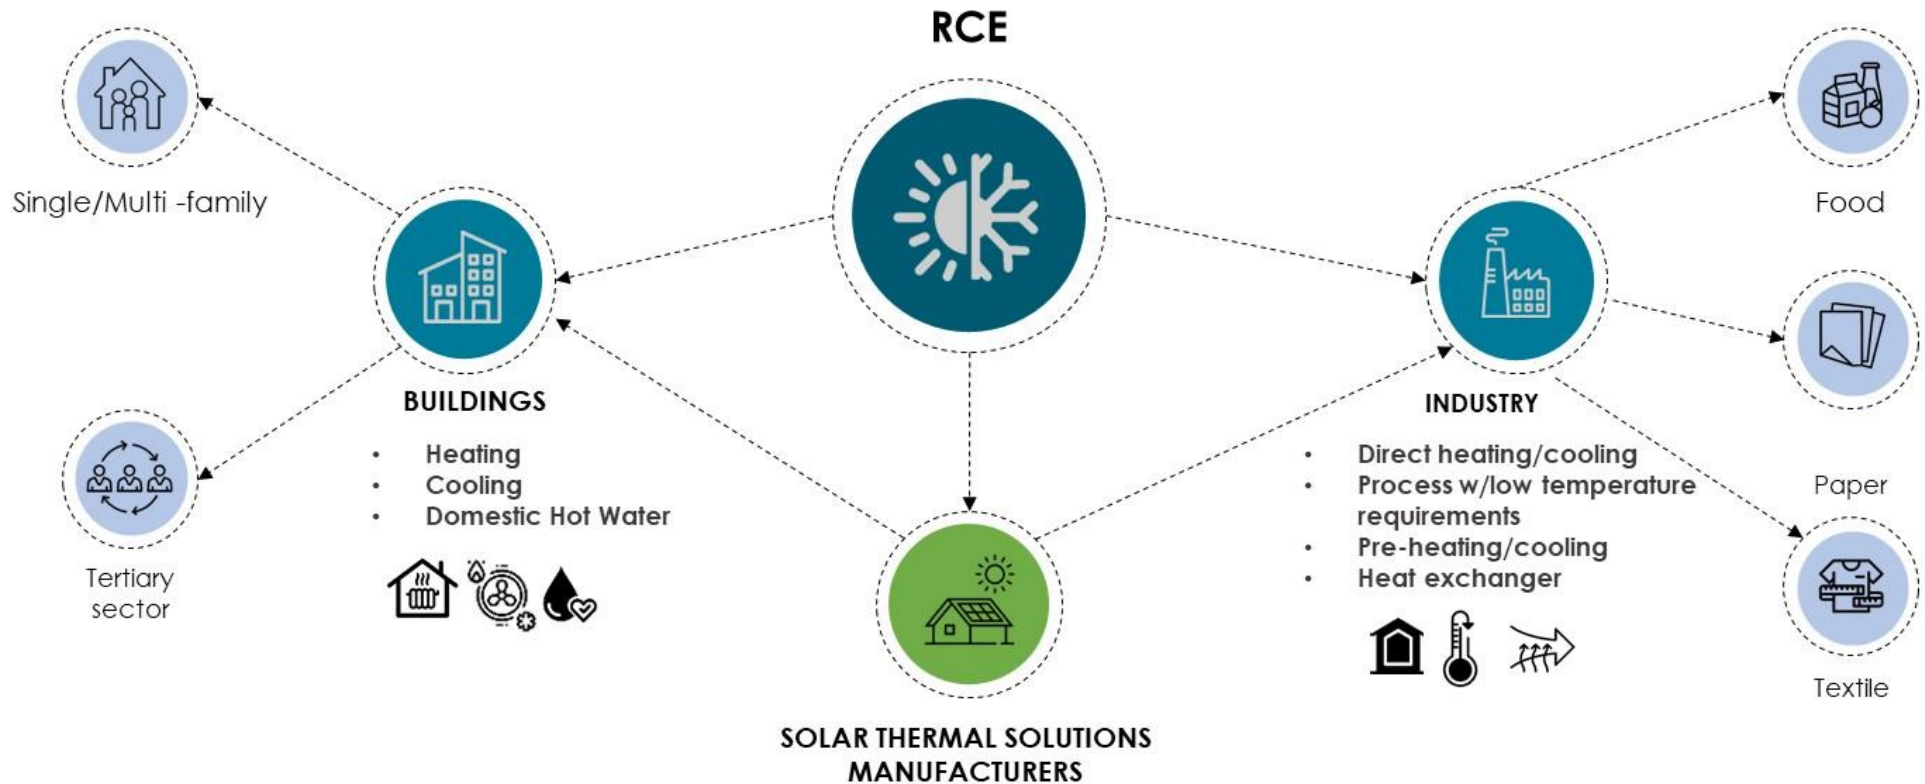 RCE
Single/Multi -family
Tertiary
sector
BUILDINGS
• Heating
• Cooling
• Domestic Hot Water
SOLAR THERMAL SOLUTIONS
MANUFACTURERS
INDUSTRY
• Direct heating/cooling
• Process w/low temperature
requirements
• Pre-heating/cooling
• Heat exchanger
Food
Paper
Textile